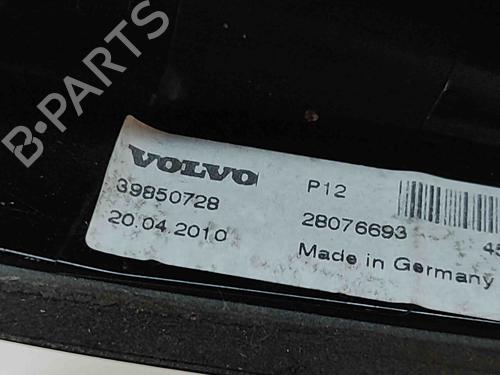 B-PARTS
VOLVO
39850728
20.04.2010
P12
28076693
Made in Germany